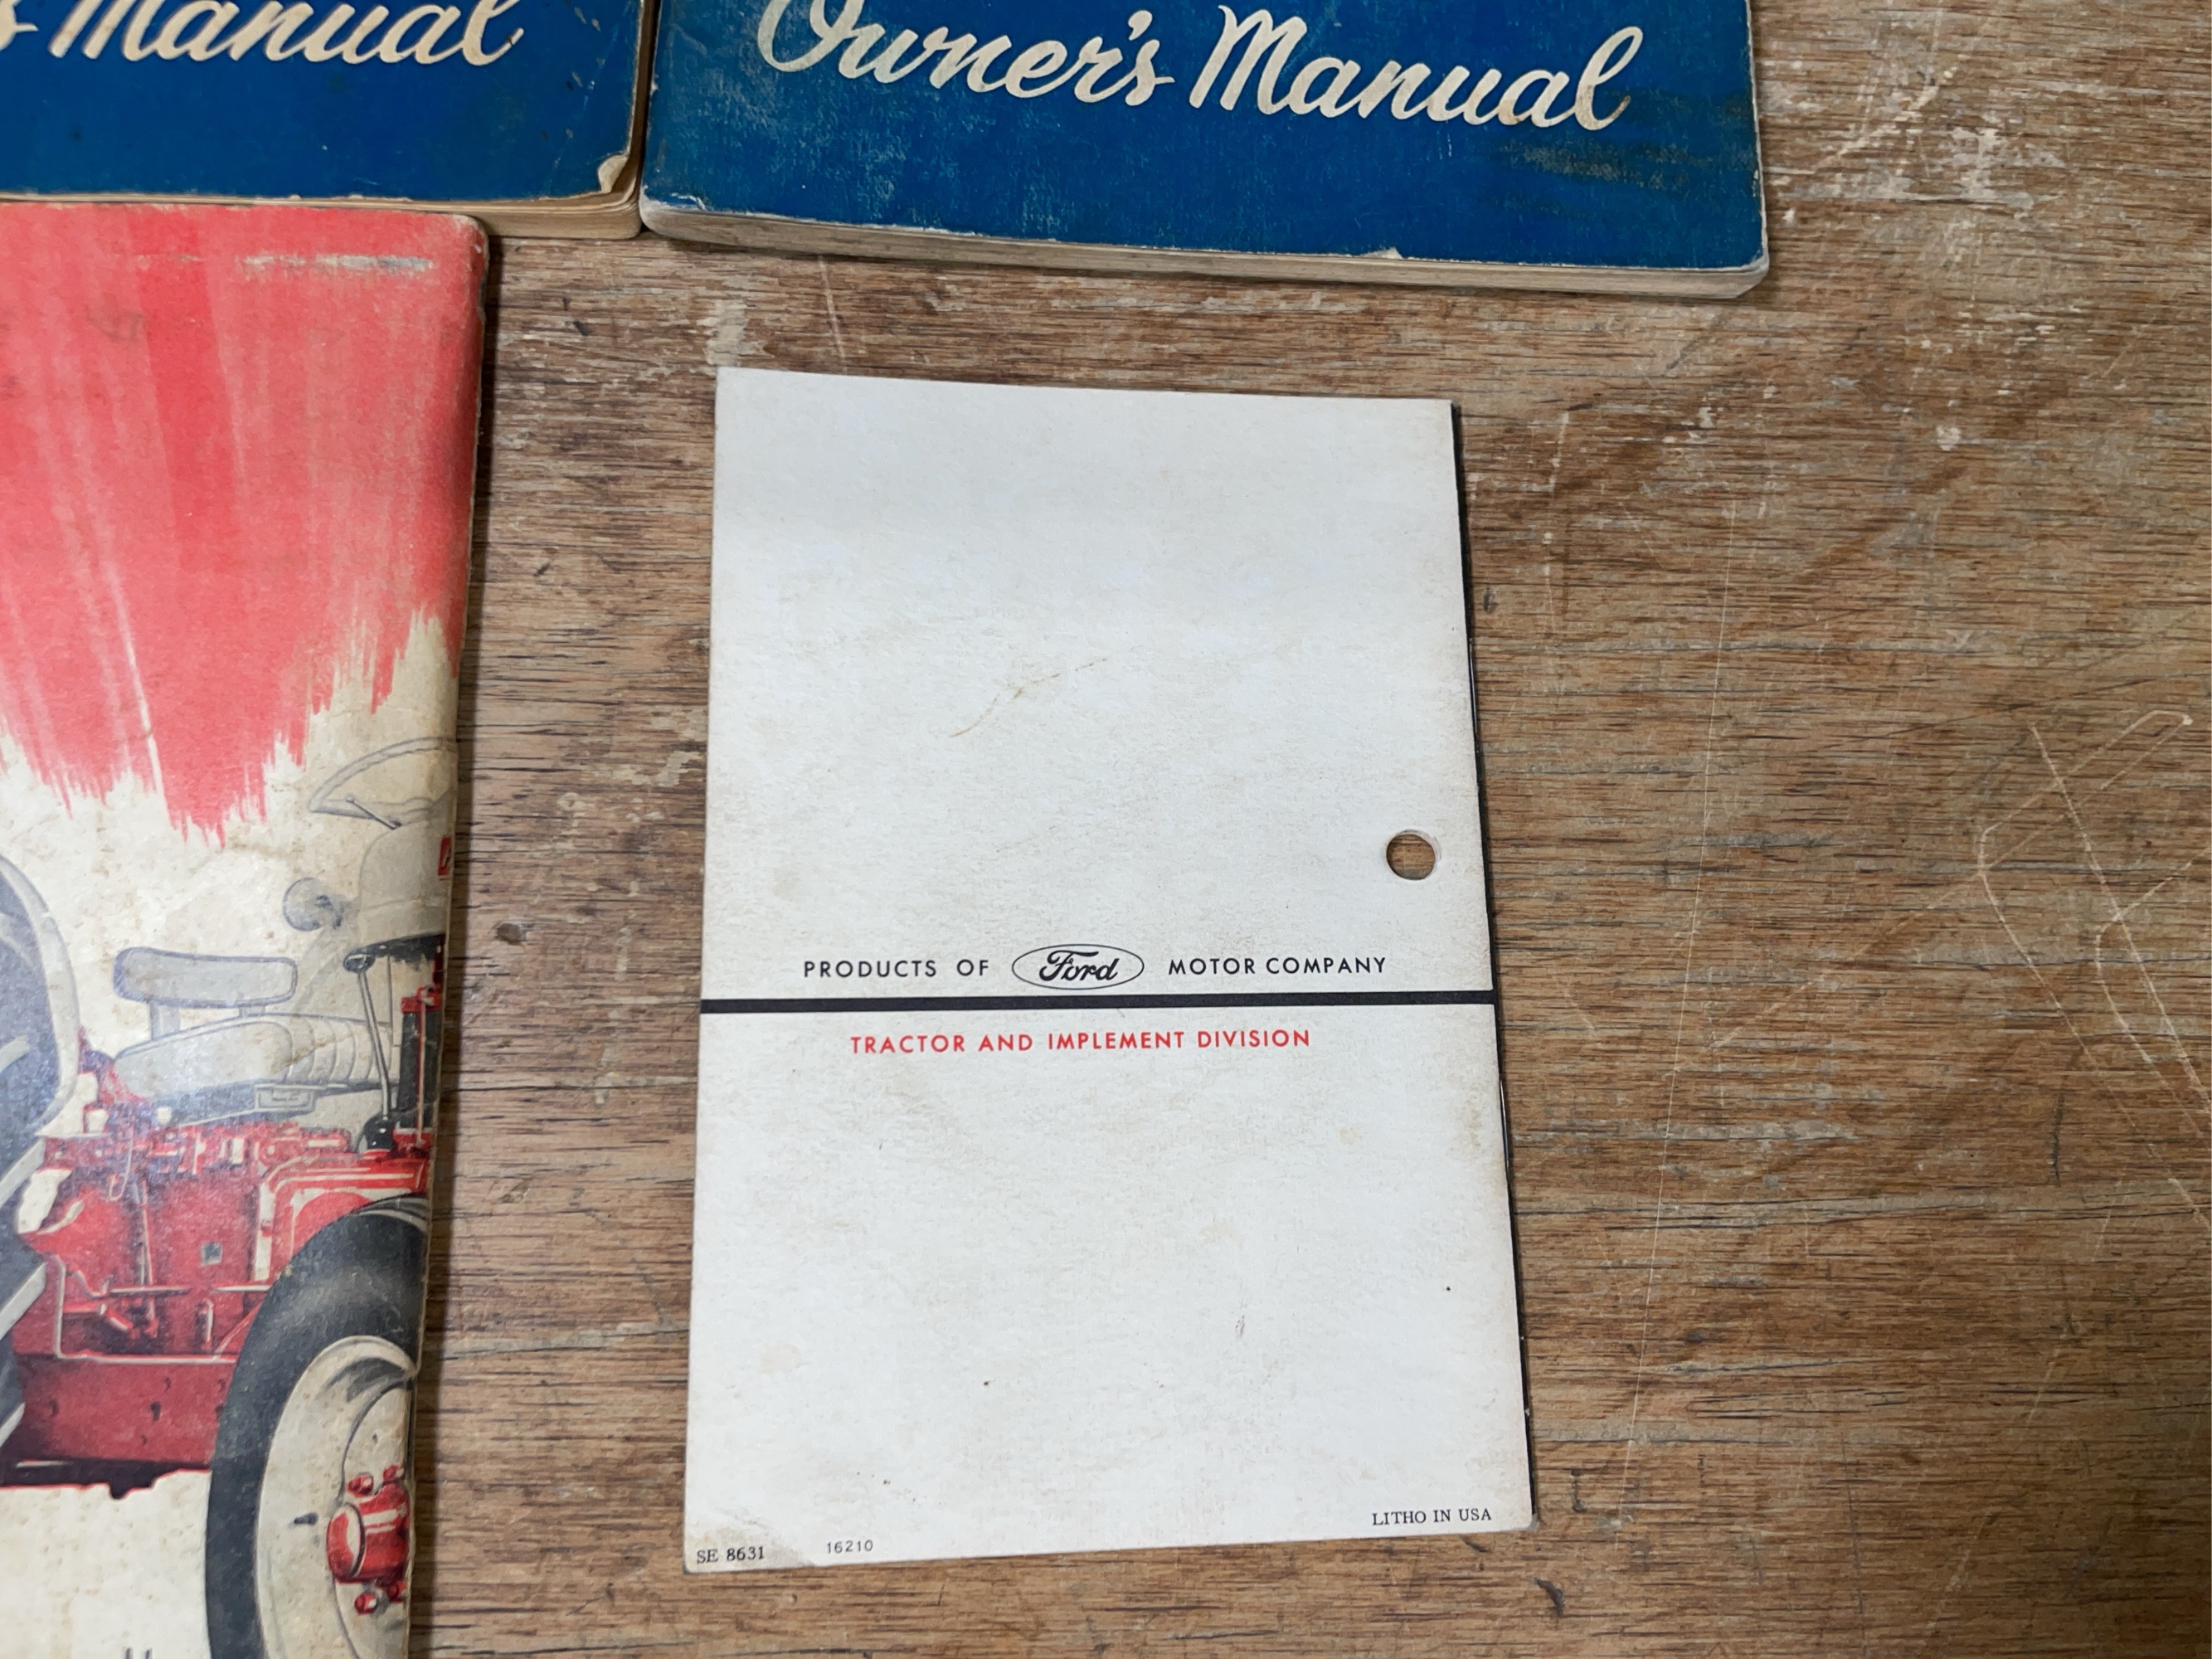 s Manual
Owner's Manual
PRODUCTS OF Ford MOTOR COMPANY
TRACTOR AND IMPLEMENT DIVISION
LITHO IN USA
SE 8631 16210